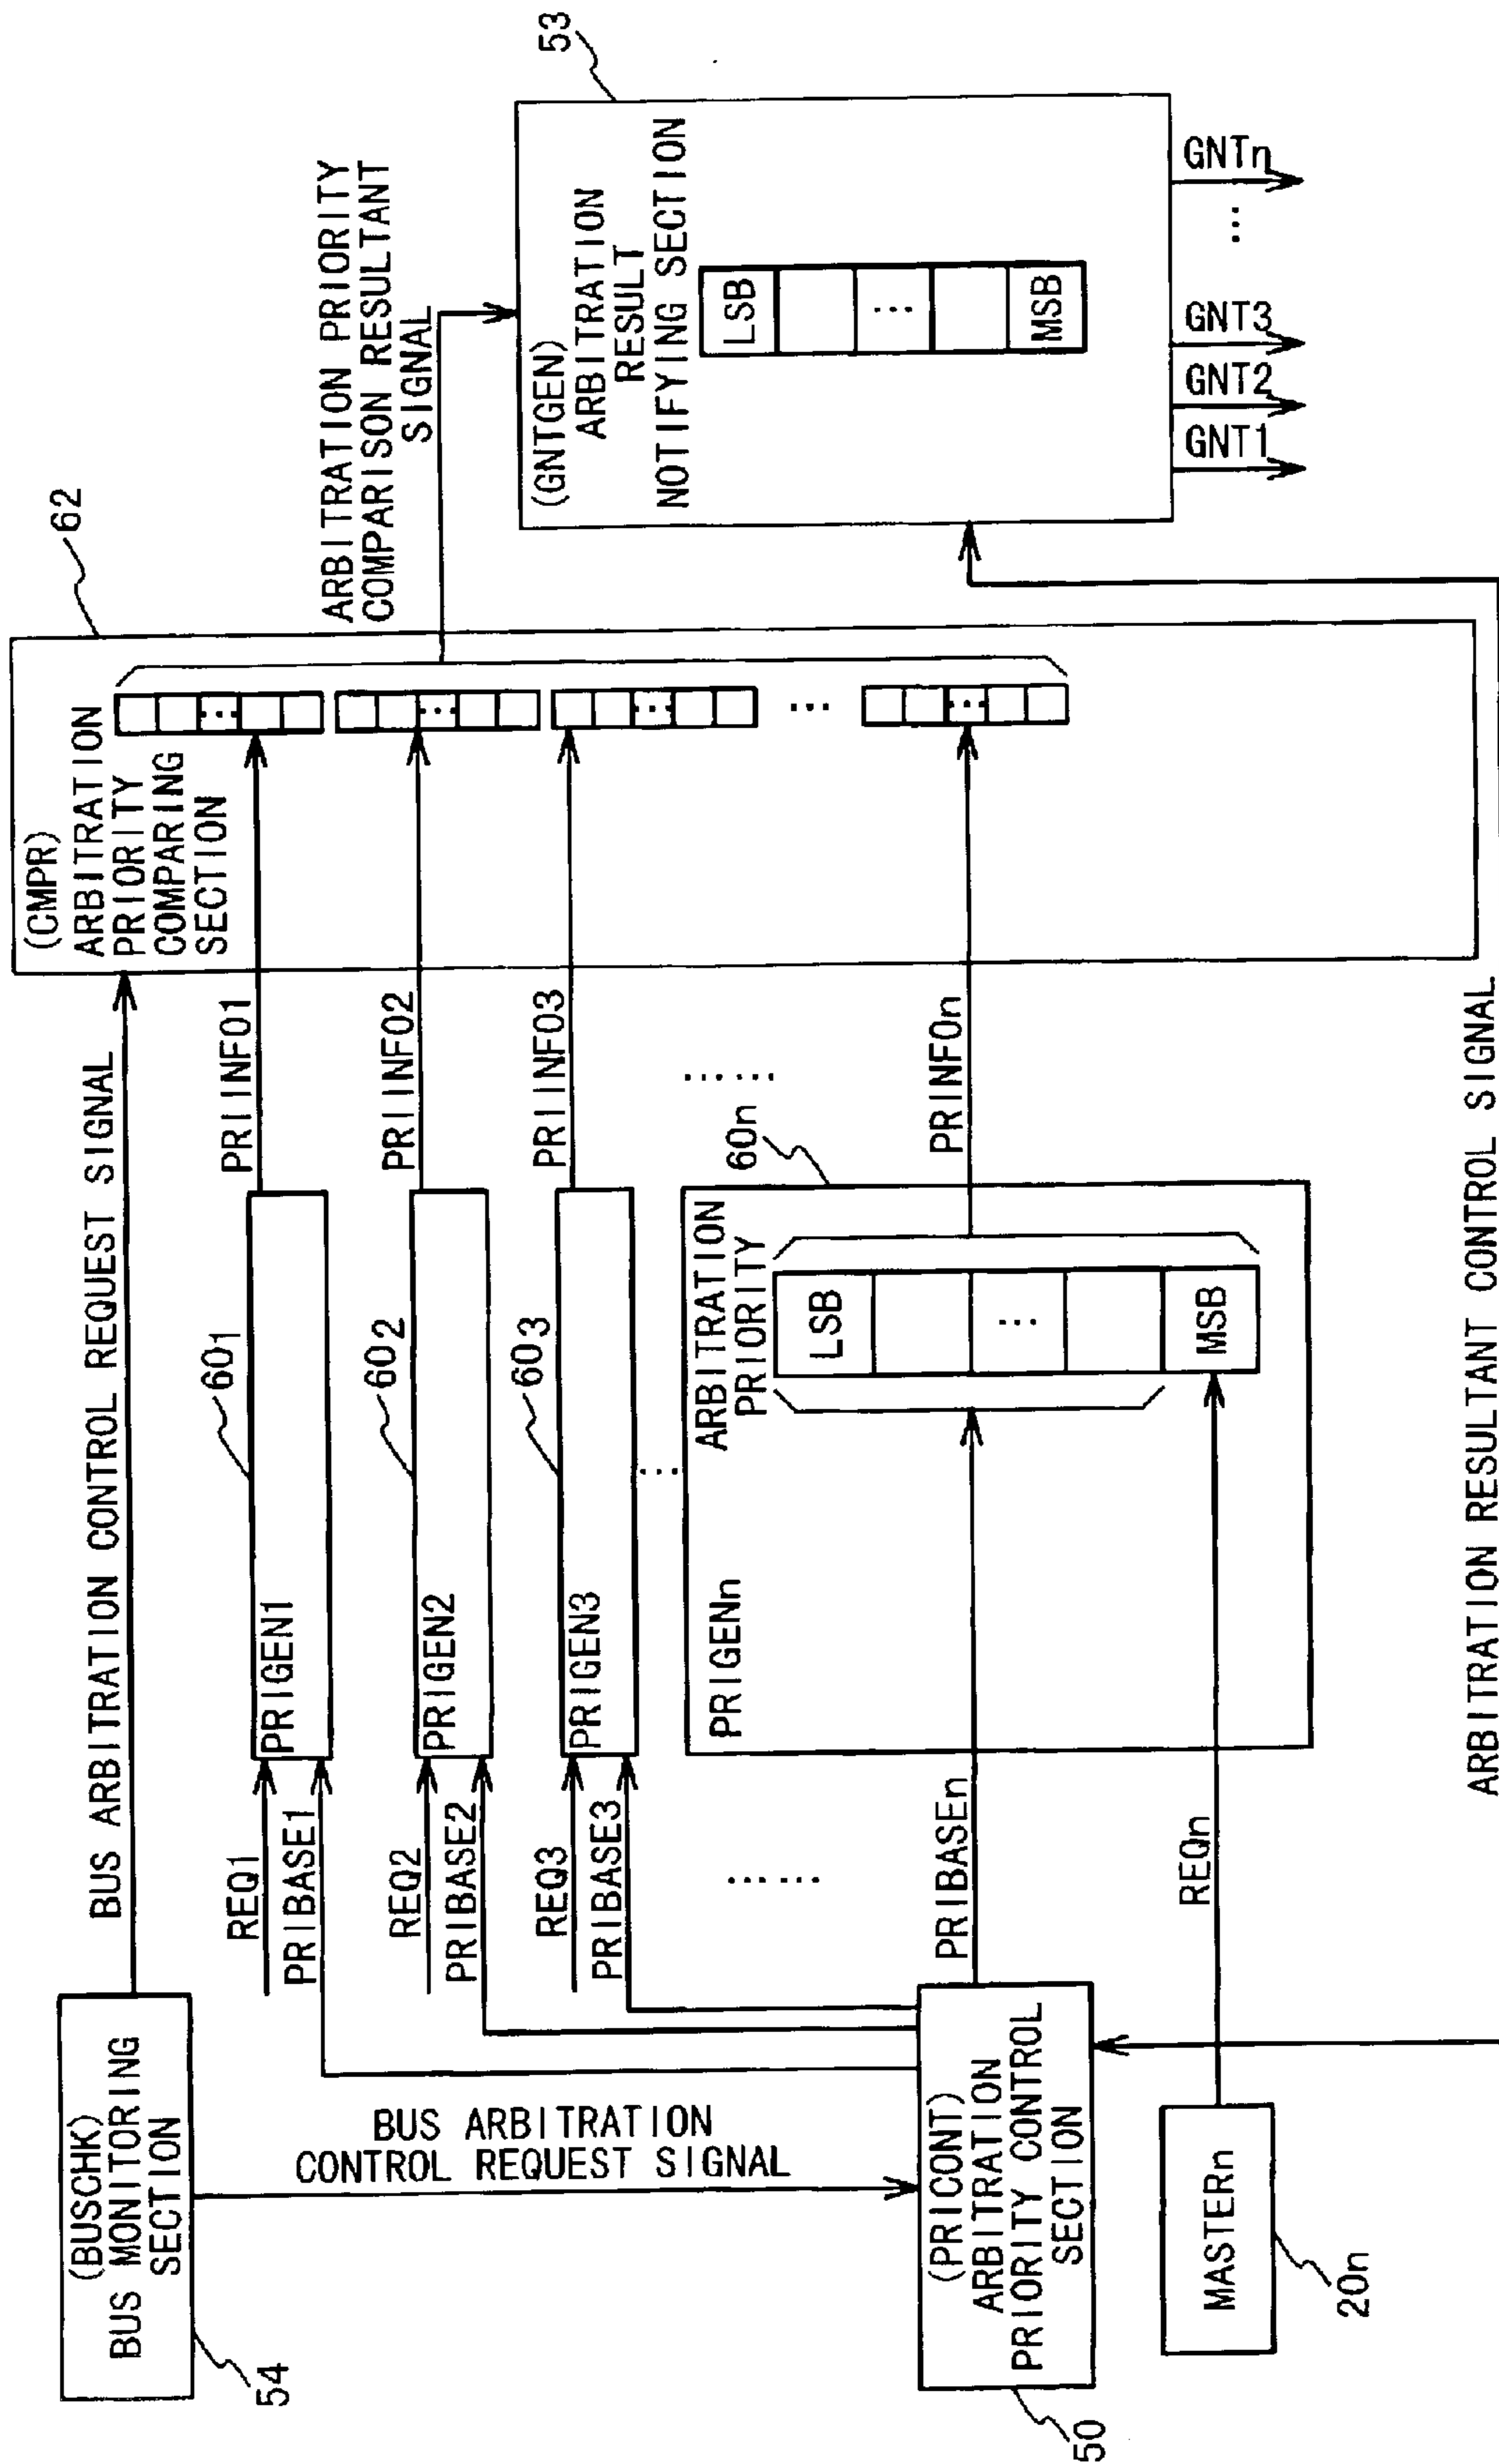 54
(BUSCHK)
BUS MONITORING
SECTION
BUS ARBITRATION CONTROL REQUEST SIGNAL
BUS ARBITRATION
CONTROL REQUEST SIGNAL
REQ1
PRIBASE1
PRIGEN1
601
PRIINFO1
REQ2
PRIBASE2
PRIGEN2
602
PRIINFO2
REQ3
PRIBASE3
PRIGEN3
603
PRIINFO3
......
...
......
50
(PRICONT)
ARBITRATION
PRIORITY CONTROL
SECTION
PRIBASEn
PRIGENn
60n
ARBITRATION
PRIORITY
LSB
...
MSB
PRINFOn
MASTERn
20n
REQn
62
(CMPR)
ARBITRATION
PRIORITY
COMPARING
SECTION
...
...
...
...
...
ARBITRATION PRIORITY
COMPARISON RESULTANT
SIGNAL
53
(GNTGEN)
ARBITRATION
RESULT
NOTIFYING SECTION
LSB
...
MSB
GNT1
GNT2
GNT3
...
GNTn
ARBITRATION RESULTANT CONTROL SIGNAL